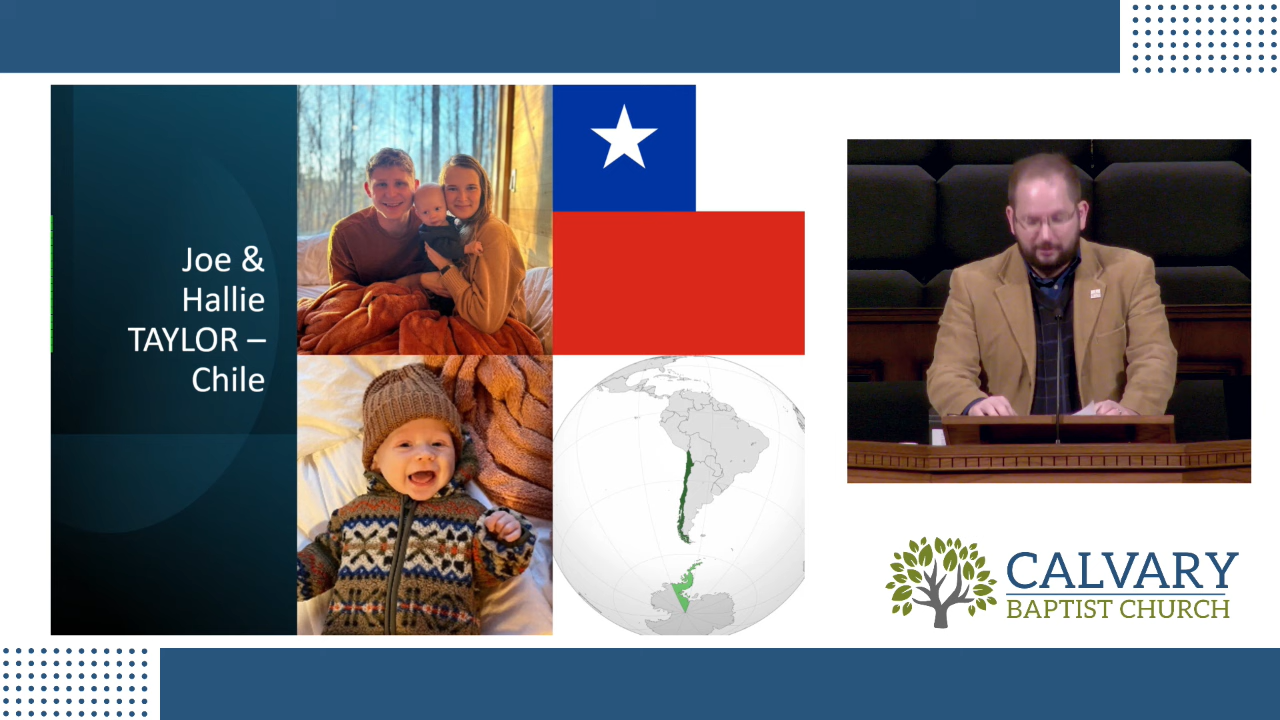 Joe &
Hallie
TAYLOR –
Chile
CALVARY
BAPTIST CHURCH